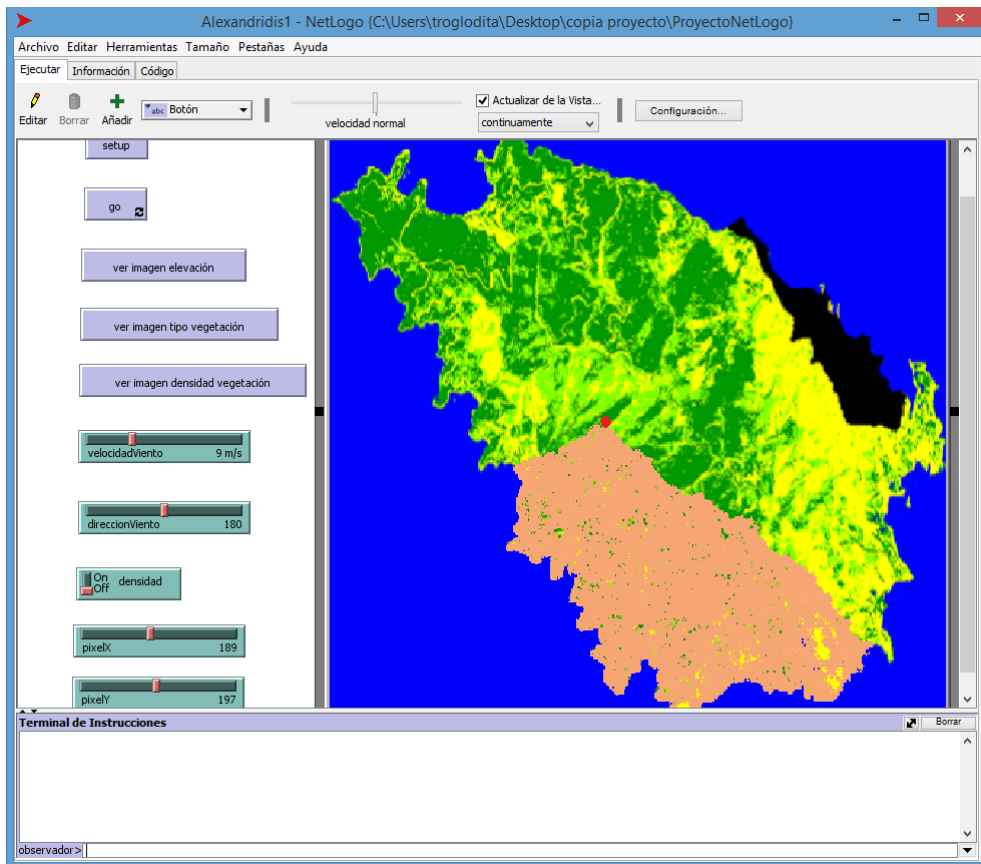 Alexandridis1 - NetLogo {C:\Users\troglodita\Desktop\copia proyecto\ProyectoNetLogo}
Archivo Editar Herramientas Tamaño Pestañas Ayuda
Ejecutar Información Código
Editar Borrar Añadir
abc Botón
velocidad normal
Actualizar de la Vista...
continuamente
Configuración...
setup
go
ver imagen elevación
ver imagen tipo vegetación
ver imagen densidad vegetación
velocidadViento 9 m/s
direccionViento 180
On
Off
densidad
pixelX 189
pixelY 197
Terminal de Instrucciones
Borrar
observador>